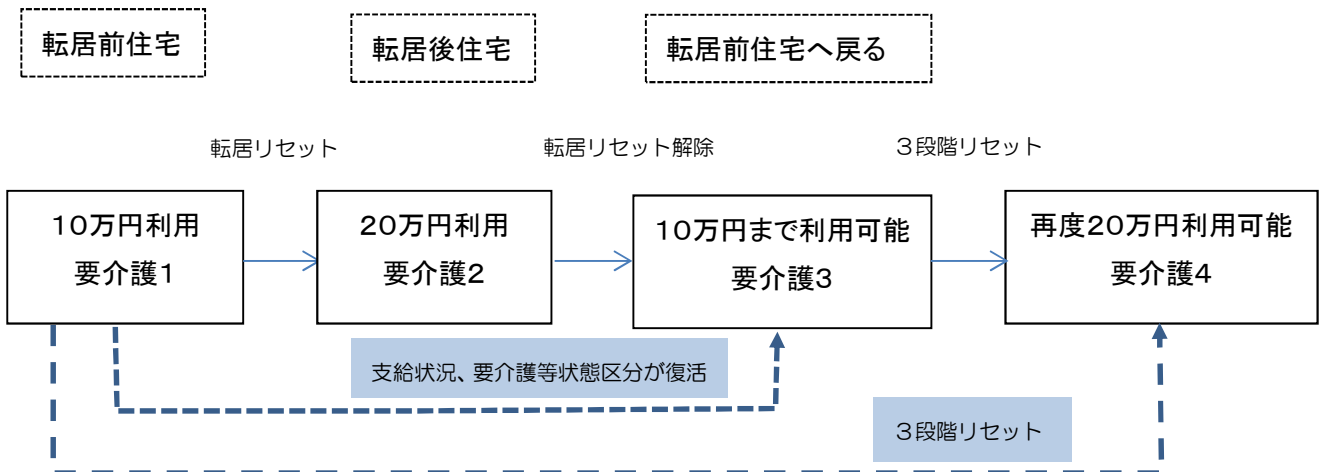 転居前住宅
転居後住宅
転居前住宅へ戻る
転居リセット
転居リセット解除
３段階リセット
10万円利用
要介護1
20万円利用
要介護2
10万円まで利用可能
要介護3
再度20万円利用可能
要介護4
支給状況、要介護等状態区分が復活
３段階リセット